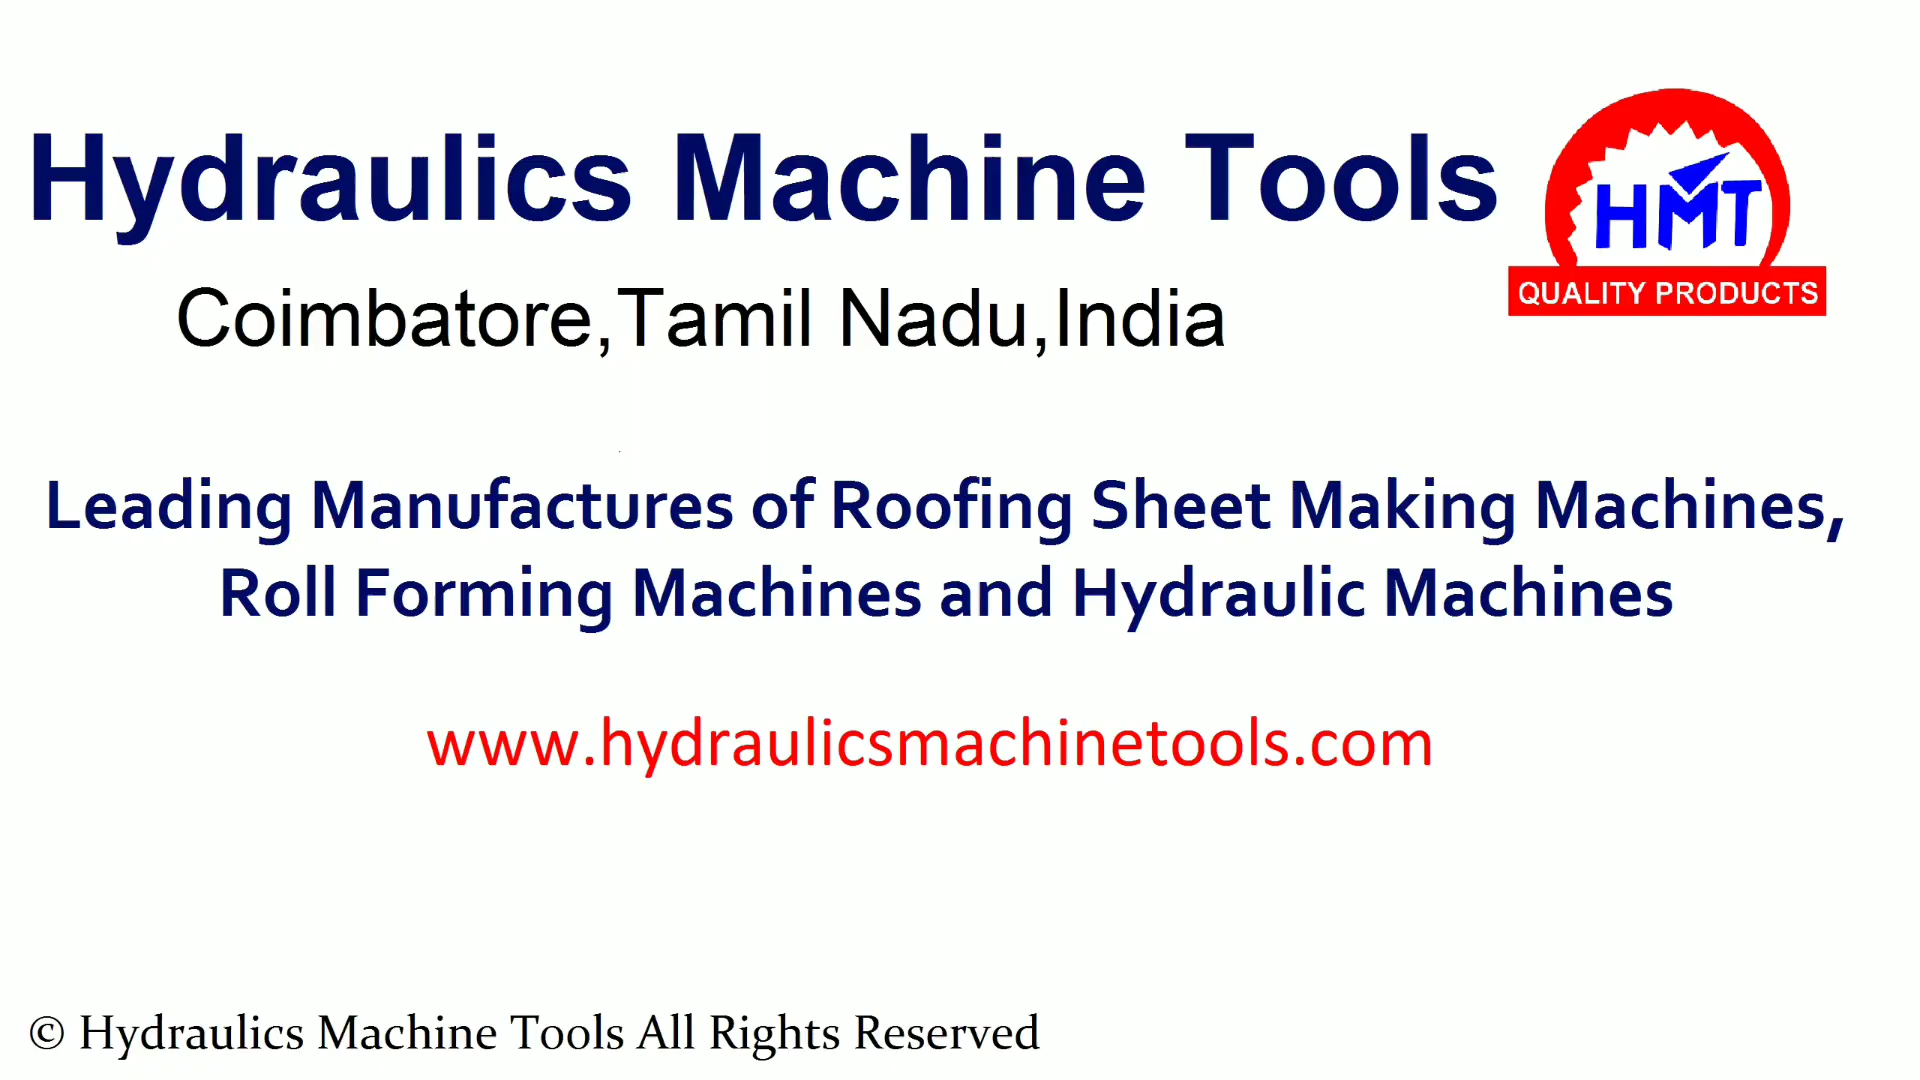 Hydraulics Machine Tools
HMT
QUALITY PRODUCTS
Coimbatore,Tamil Nadu,India
Leading Manufactures of Roofing Sheet Making Machines,
Roll Forming Machines and Hydraulic Machines
www.hydraulicsmachinetools.com
© Hydraulics Machine Tools All Rights Reserved